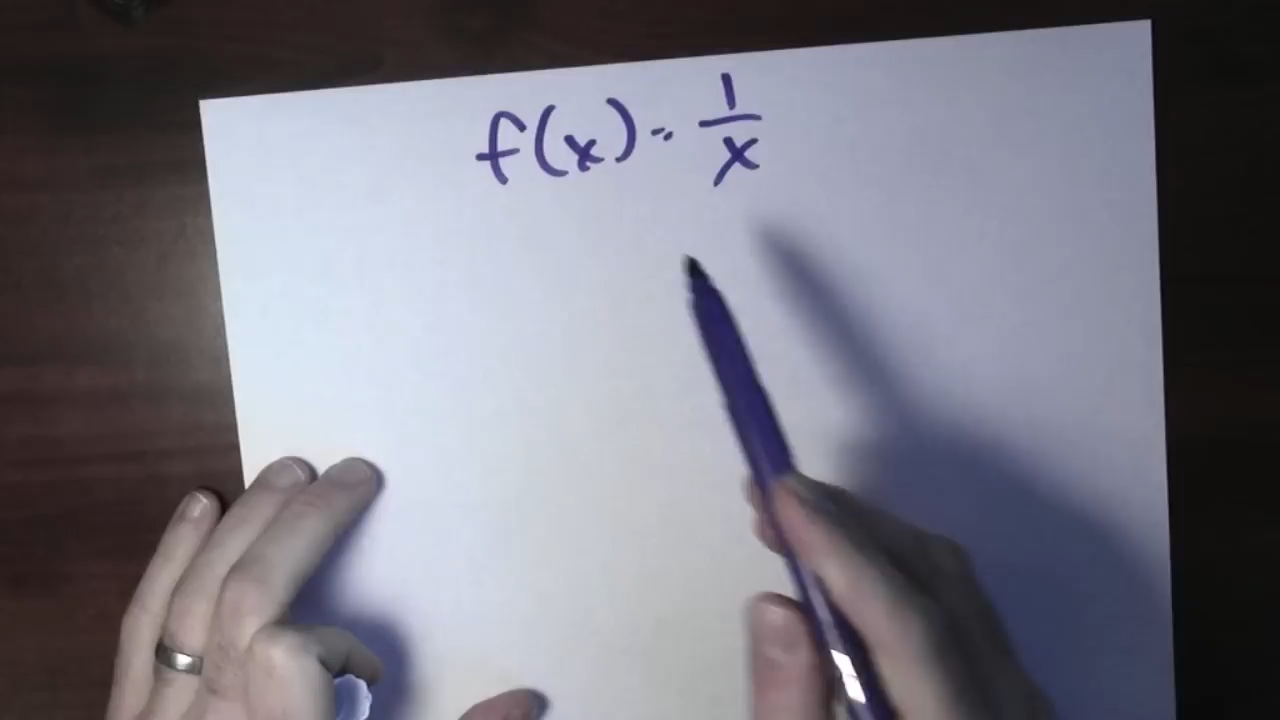 f(x) = 1/x